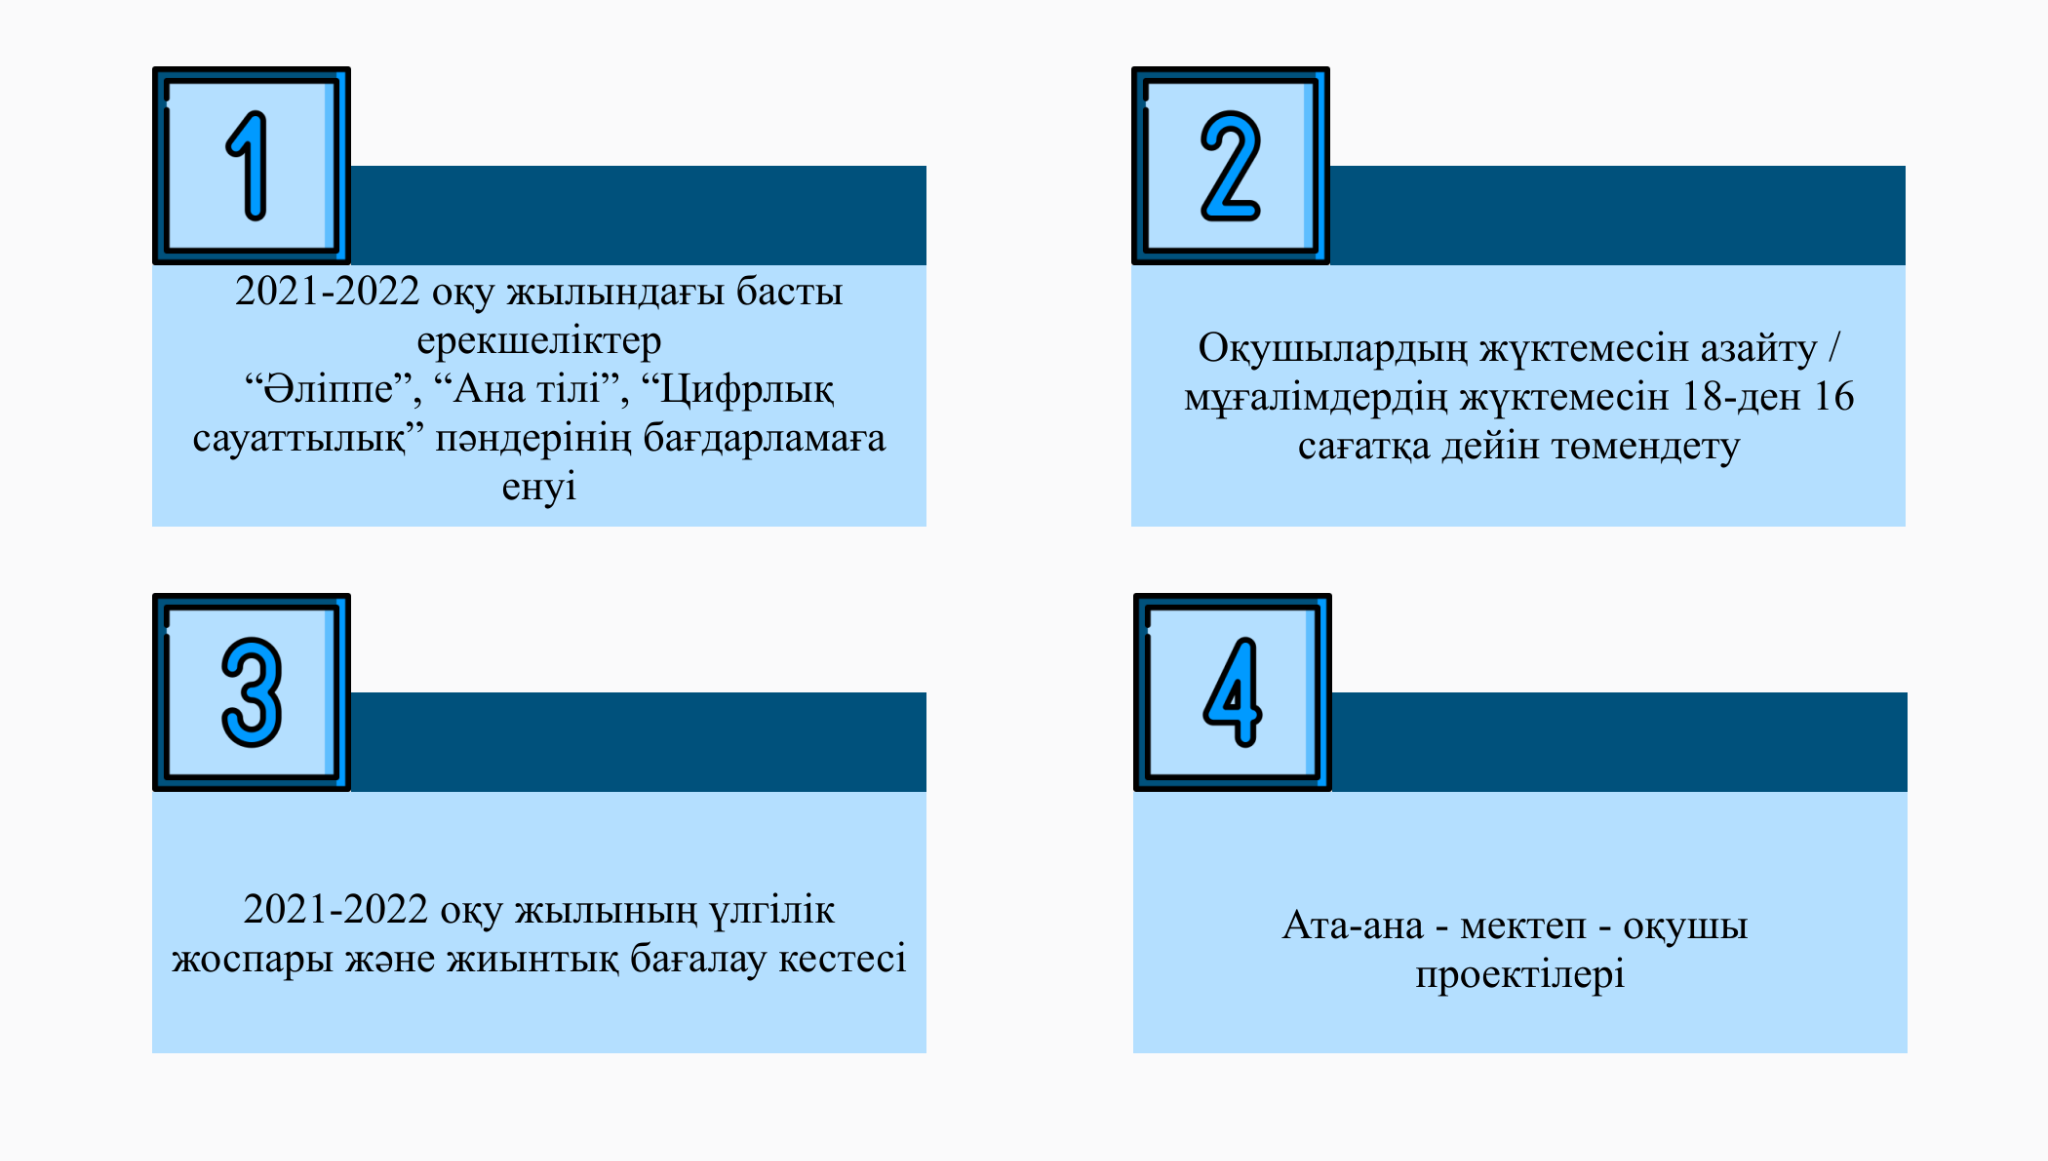 1
2021-2022 оқу жылындағы басты
ерекшеліктер
“Әліппе”, “Ана тілі”, “Цифрлық
сауаттылық” пәндерінің бағдарламаға
енуі
2
Оқушылардың жүктемесін азайту /
мұғалімдердің жүктемесін 18-ден 16
сағатқа дейін төмендету
3
2021-2022 оқу жылының үлгілік
жоспары және жиынтық бағалау кестесі
4
Ата-ана - мектеп - оқушы
проектілері